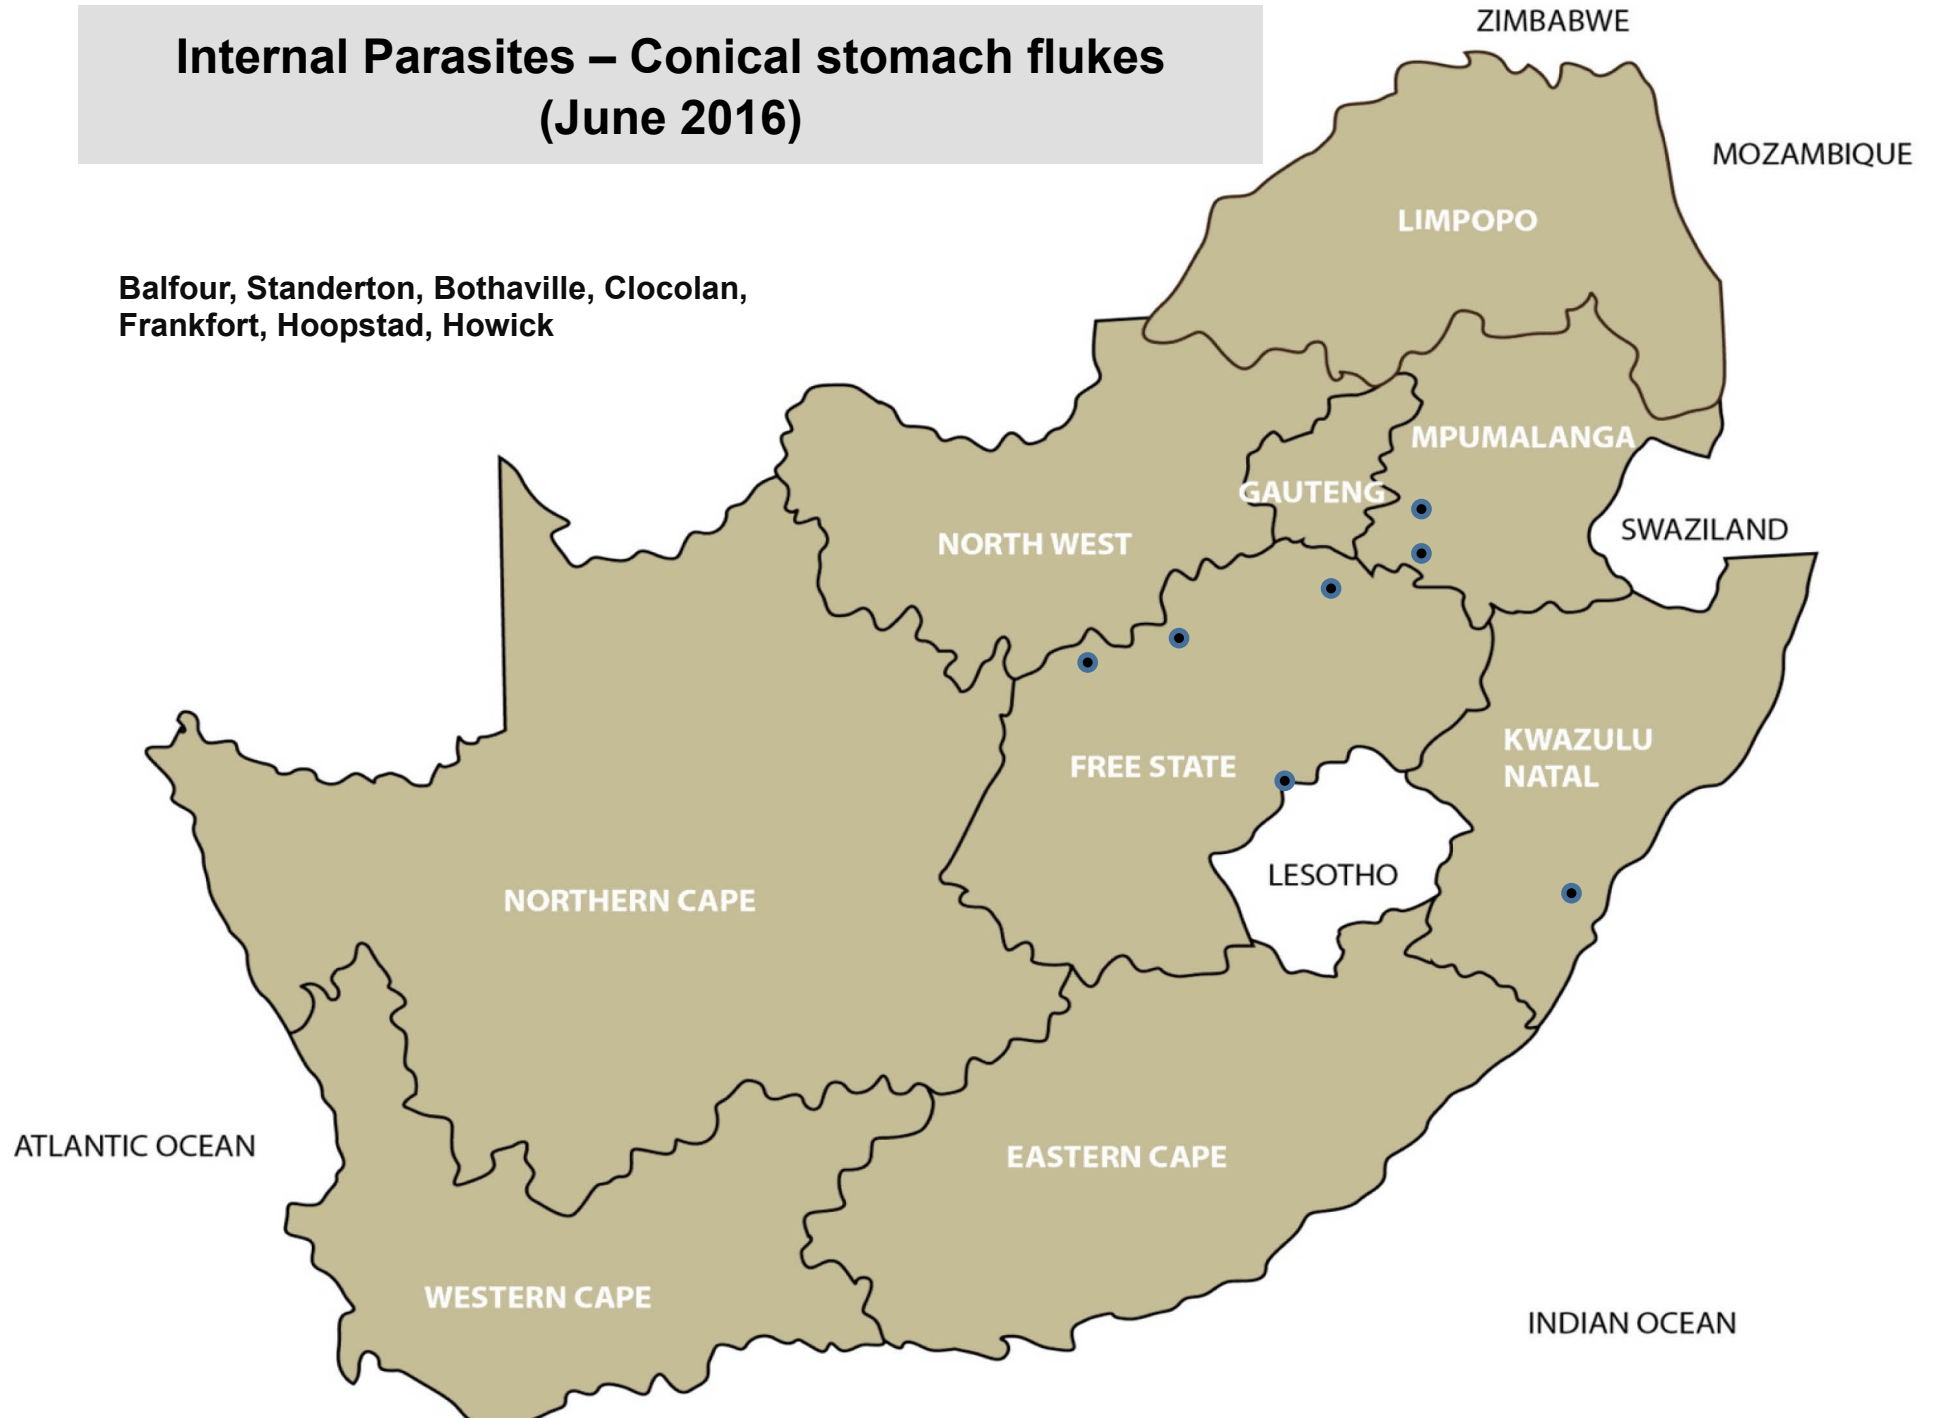 Internal Parasites – Conical stomach flukes
(June 2016)
ZIMBABWE
MOZAMBIQUE
LIMPOPO
Balfour, Standerton, Bothaville, Clocolan,
Frankfort, Hoopstad, Howick
MPUMALANGA
GAUTENG
NORTH WEST
SWAZILAND
KWAZULU
NATAL
FREE STATE
LESOTHO
NORTHERN CAPE
ATLANTIC OCEAN
EASTERN CAPE
WESTERN CAPE
INDIAN OCEAN